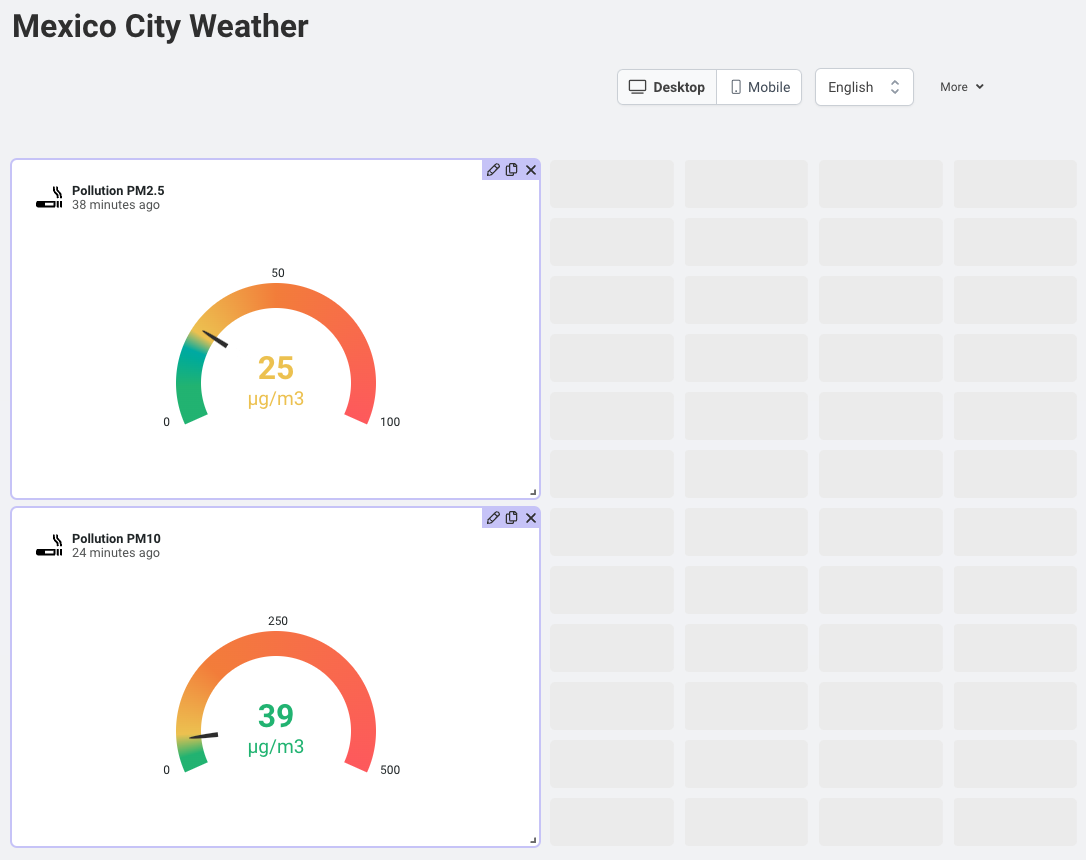 Mexico City Weather
Desktop
Mobile
English
More
Pollution PM2.5
38 minutes ago
50
25
µg/m3
0
100
Pollution PM10
24 minutes ago
250
39
µg/m3
0
500